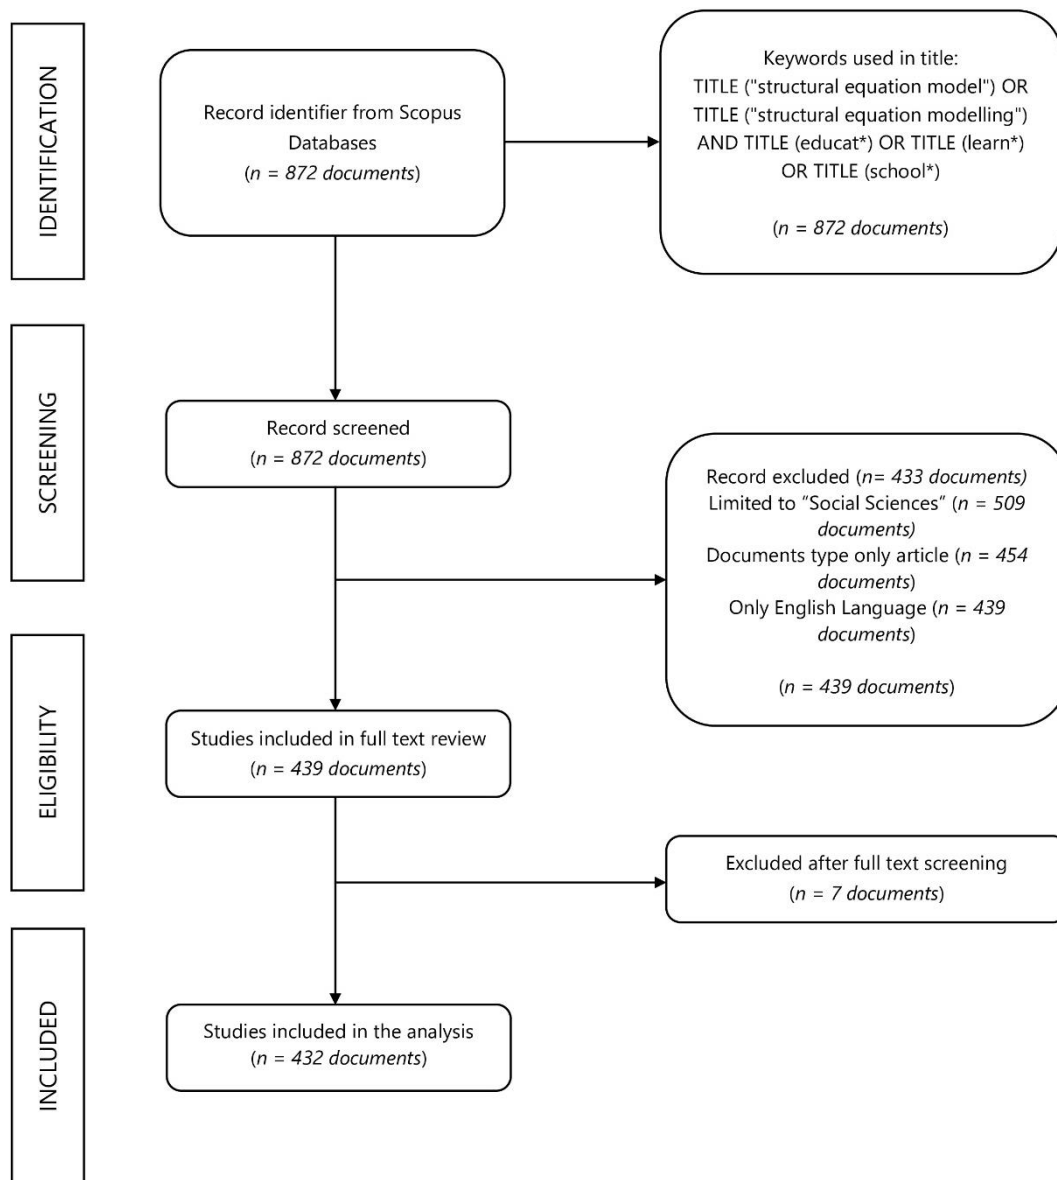 IDENTIFICATION
Record identifier from Scopus
Databases
(n = 872 documents)
Keywords used in title:
TITLE ("structural equation model") OR
TITLE ("structural equation modelling")
AND TITLE (educat*) OR TITLE (learn*)
OR TITLE (school*)
(n = 872 documents)
SCREENING
Record screened
(n = 872 documents)
Record excluded (n= 433 documents)
Limited to “Social Sciences” (n = 509
documents)
Documents type only article (n = 454
documents)
Only English Language (n = 439
documents)
(n = 439 documents)
ELIGIBILITY
Studies included in full text review
(n = 439 documents)
Excluded after full text screening
(n = 7 documents)
INCLUDED
Studies included in the analysis
(n = 432 documents)